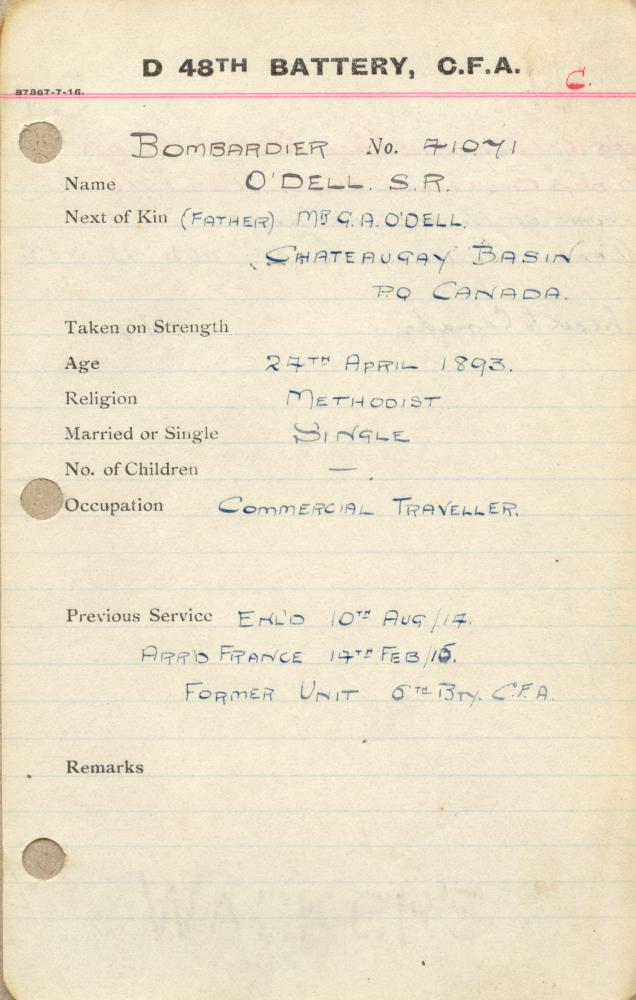 D 48TH BATTERY, C.F.A.
C.
87867-7-16.
BOMBARDIER No. 41041
Name O'DELL. S.R.
Next of Kin (FATHER) MR G.A. O'DELL,
CHATEAUGAY BASIN
P.Q CANADA.
Taken on Strength
Age 24TH APRIL 1893.
Religion METHODIST
Married or Single SINGLE
No. of Children —
Occupation COMMERCIAL TRAVELLER.
Previous Service ENL'D 10TH AUG/14.
ARR'D FRANCE 14TH FEB/15.
FORMER UNIT 6TH BTY. C.F.A.
Remarks